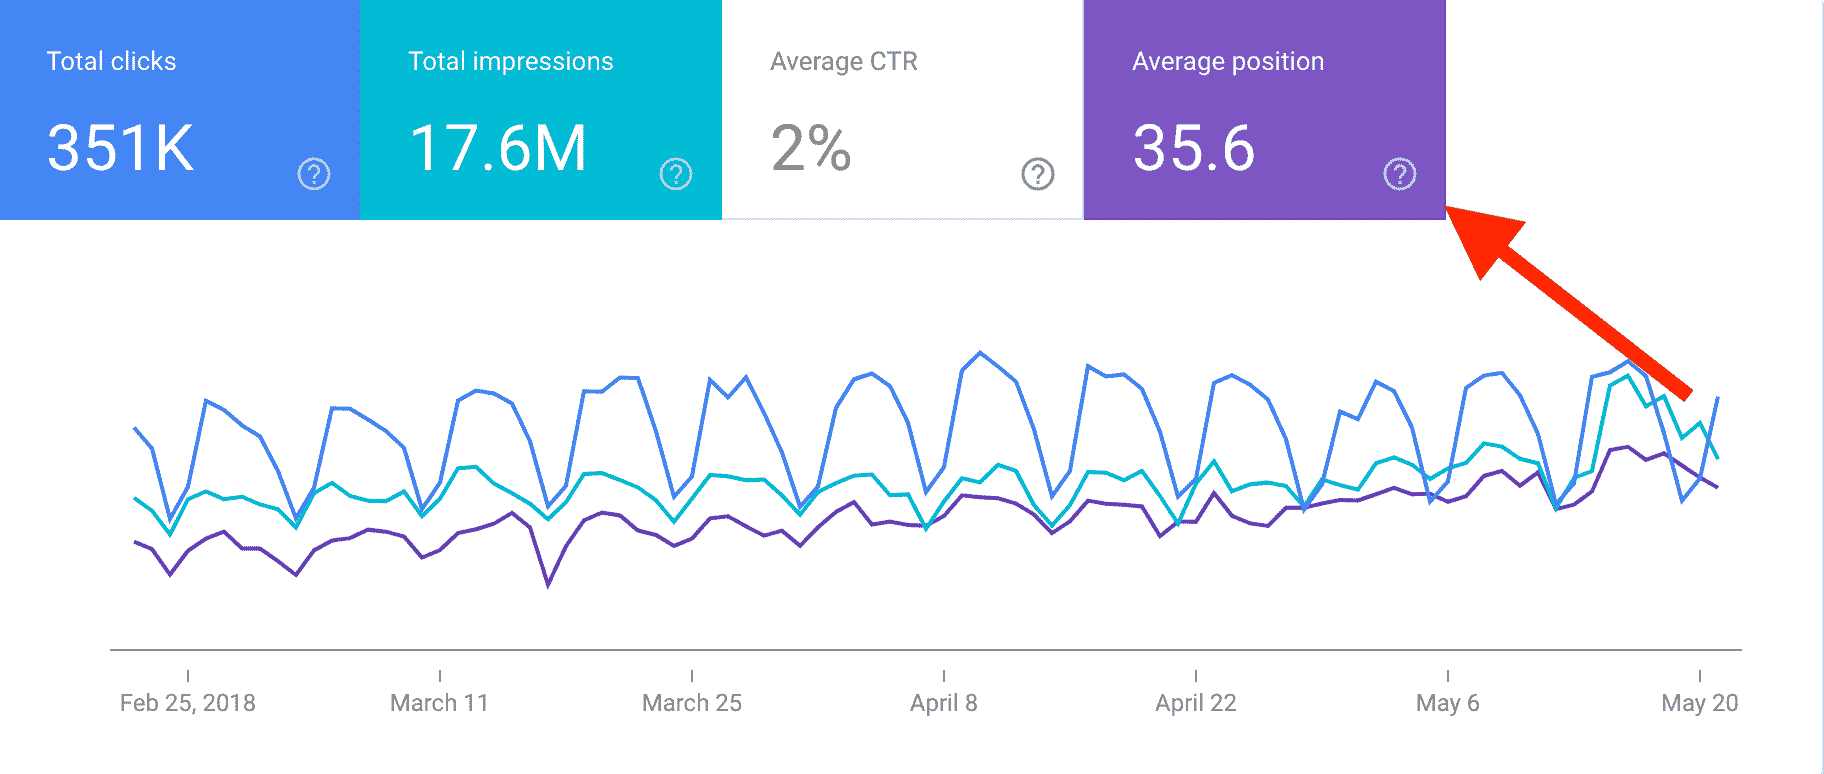 Total clicks
351K
?
Total impressions
17.6M
?
Average CTR
2%
?
Average position
35.6
?
Feb 25, 2018
March 11
March 25
April 8
April 22
May 6
May 20